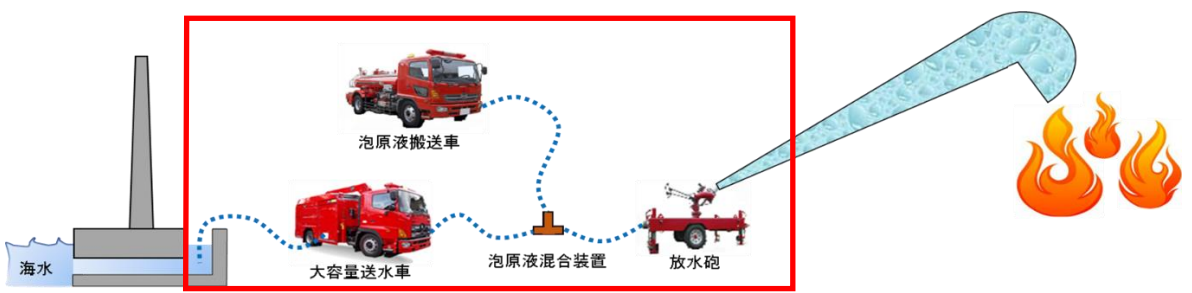 泡原液搬送車
海水
大容量送水車
泡原液混合装置
放水砲